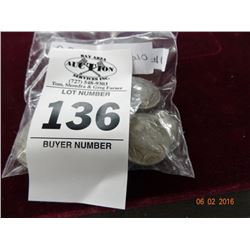 BAY AREA
AUCTION
SERVICES INC.
(727) 548-9303
Tom, Shondra & Greg Farner
LOT NUMBER
136
BUYER NUMBER
06 02 2016